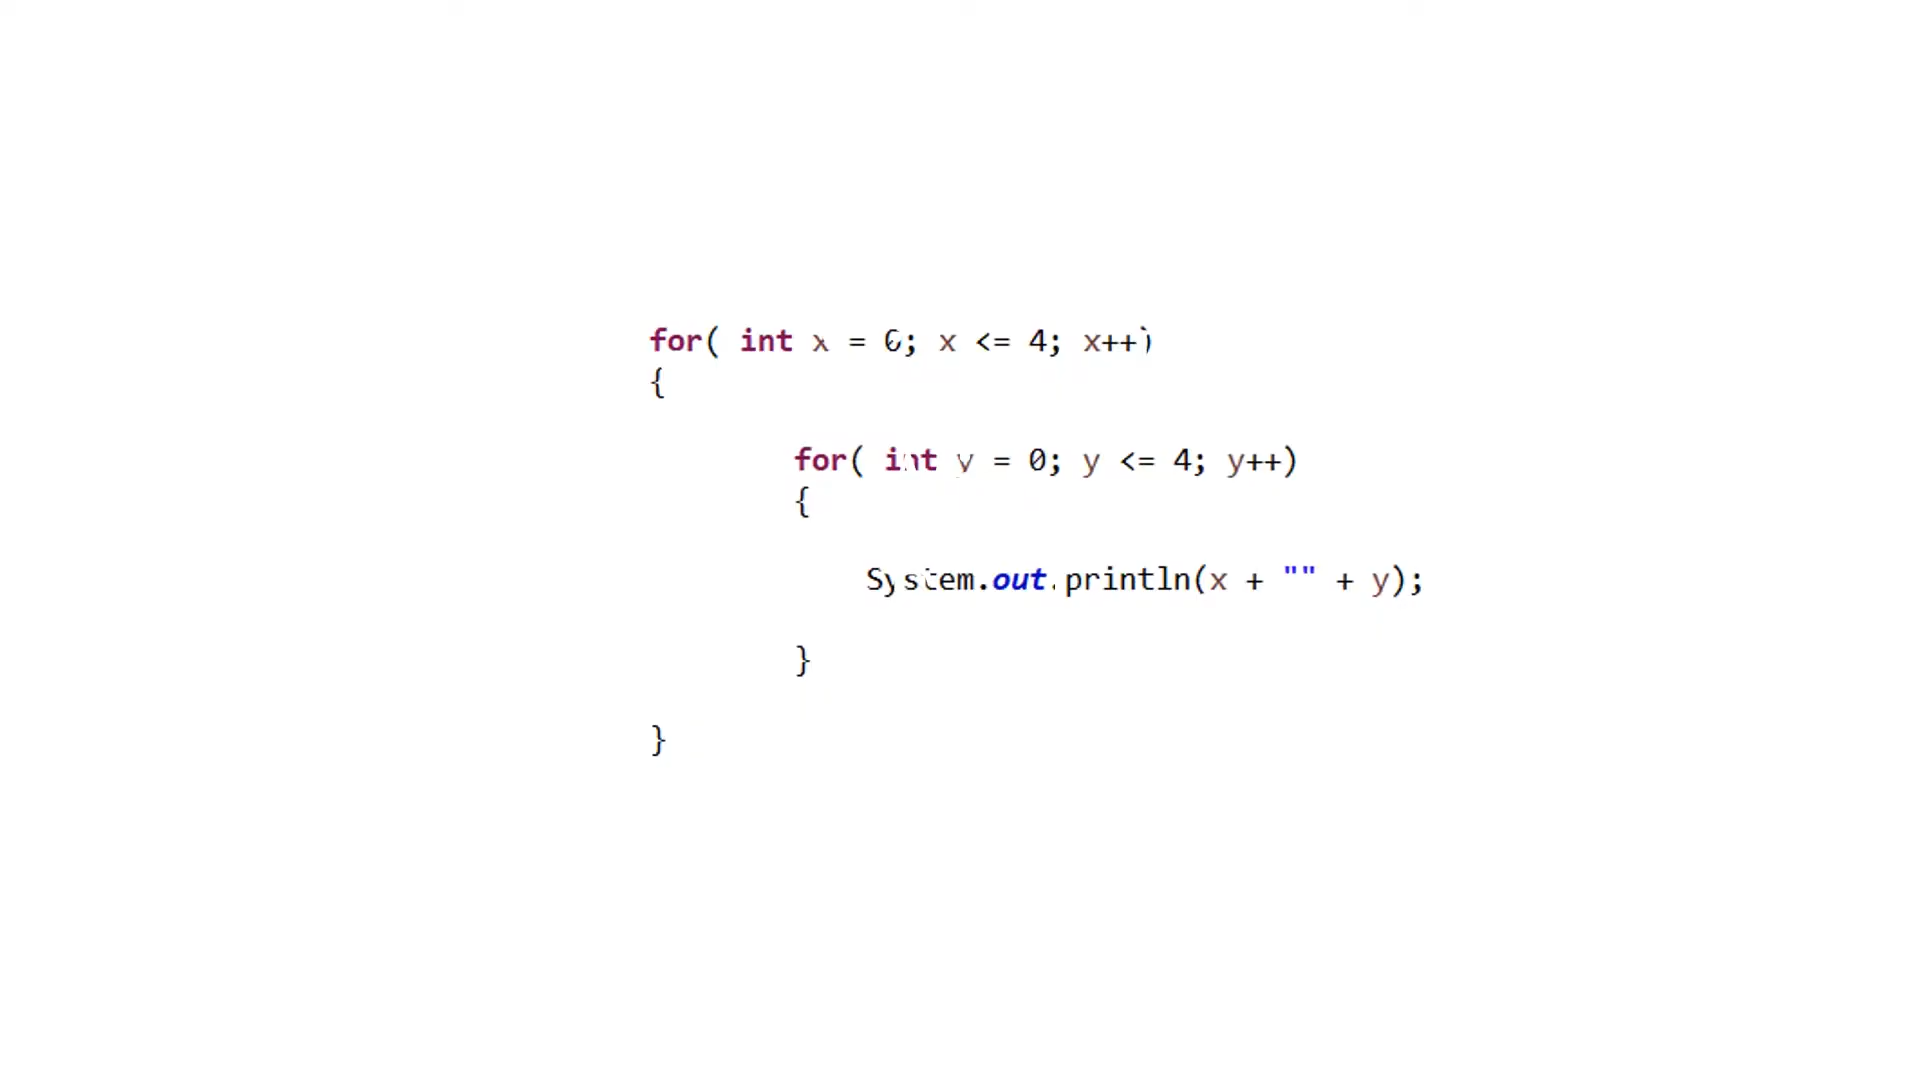 for( int x = 0; x <= 4; x++)
{
for( int y = 0; y <= 4; y++)
{
System.out.println(x + "" + y);
}
}